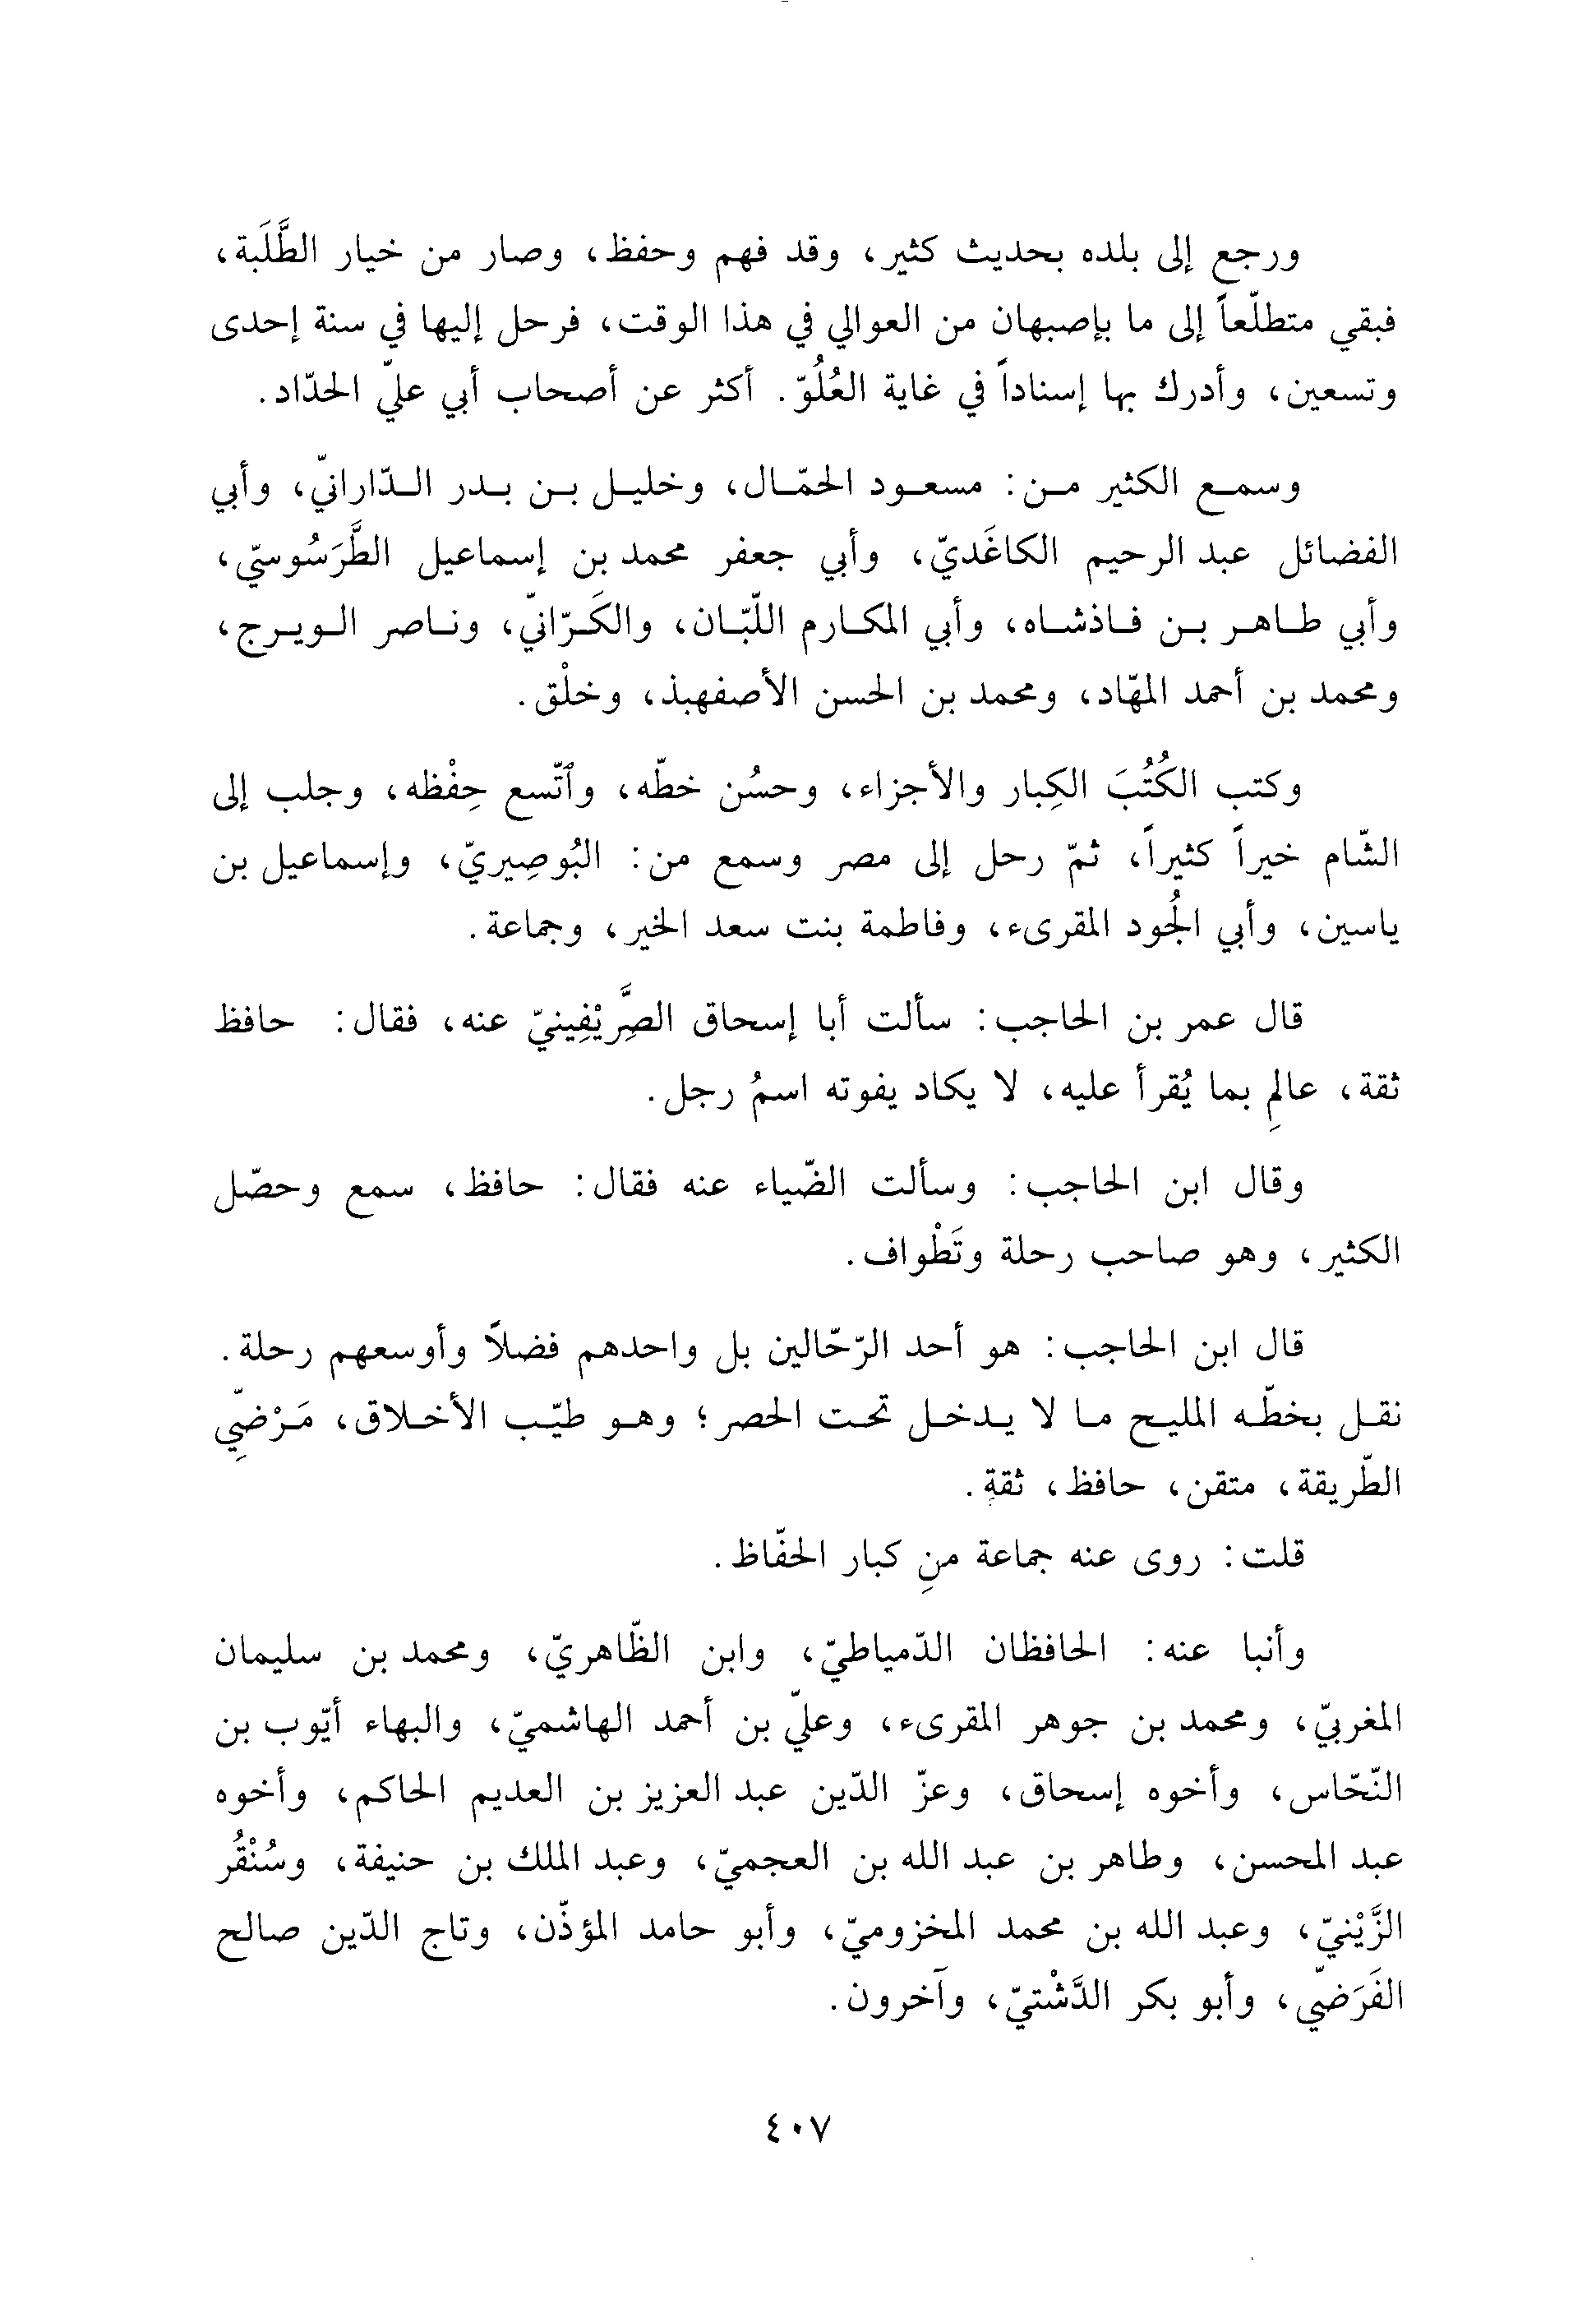 ورجع إلى بلده بحديث كثير، وقد فهم وحفظ، وصار من خيار الطَّلَبة،
فبقي متطلّعاً إلى ما بإصبهان من العوالي في هذا الوقت، فرحل إليها في سنة إحدى
وتسعين، وأدرك بها إسناداً في غاية العُلُوّ. أكثر عن أصحاب أبي عليّ الحدّاد.
وسمع الكثير من: مسعود الحمّال، وخليل بن بدر الدّارانيّ، وأبي
الفضائل عبد الرحيم الكاغَديّ، وأبي جعفر محمد بن إسماعيل الطَّرَسُوسيّ،
وأبي طاهر بن فاذشاه، وأبي المكارم اللّبّان، والكَرّانيّ، وناصر الويرج،
ومحمد بن أحمد المهّاد، ومحمد بن الحسن الأصفهبذ، وخلْق.
وكتب الكُتُبَ الكِبار والأجزاء، وحسُن خطّه، وٱتّسع حِفْظه، وجلب إلى
الشّام خيراً كثيراً، ثمّ رحل إلى مصر وسمع من: البُوصِيريّ، وإسماعيل بن
ياسين، وأبي الجُود المقرىء، وفاطمة بنت سعد الخير، وجماعة.
قال عمر بن الحاجب: سألت أبا إسحاق الصَِّرِيْفِينيّ عنه، فقال: حافظ
ثقة، عالِم بما يُقرأ عليه، لا يكاد يفوته اسمُ رجل.
وقال ابن الحاجب: وسألت الضّياء عنه فقال: حافظ، سمع وحصّل
الكثير، وهو صاحب رحلة وتَطْواف.
قال ابن الحاجب: هو أحد الرّحّالين بل واحدهم فضلاً وأوسعهم رحلة.
نقل بخطّه المليح ما لا يدخل تحت الحصر؛ وهو طيّب الأخلاق، مَرْضيِّ
الطّريقة، متقن، حافظ، ثقةٍ.
قلت: روى عنه جماعة منِ كبار الحفّاظ.
وأنبا عنه: الحافظان الدّمياطيّ، وابن الظّاهريّ، ومحمد بن سليمان
المغربيّ، ومحمد بن جوهر المقرىء، وعليّ بن أحمد الهاشميّ، والبهاء أيّوب بن
النّحّاس، وأخوه إسحاق، وعزّ الدّين عبد العزيز بن العديم الحاكم، وأخوه
عبد المحسن، وطاهر بن عبد الله بن العجميّ، وعبد الملك بن حنيفة، وسُنْقُر
الزَّيْنيّ، وعبد الله بن محمد المخزوميّ، وأبو حامد المؤذّن، وتاج الدّين صالح
الفَرَضيّ، وأبو بكر الدَّشْتيّ، وآخرون.
٤٠٧